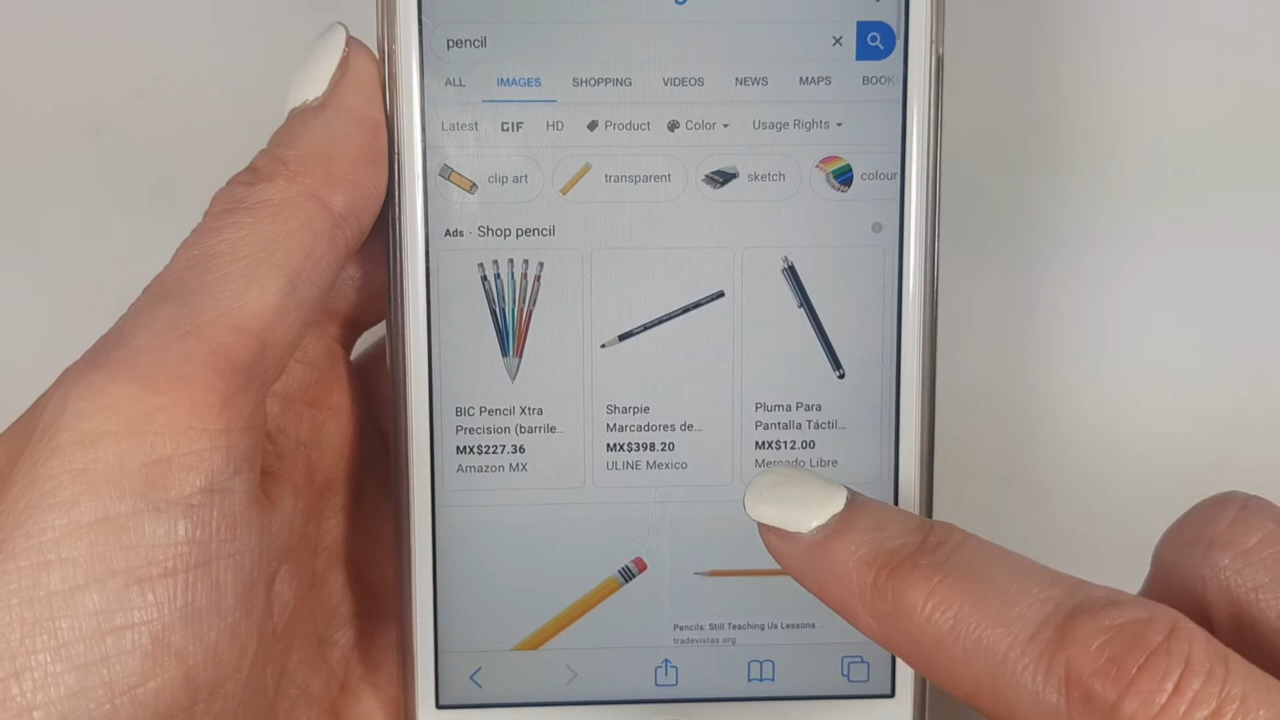 pencil
ALL IMAGES SHOPPING VIDEOS NEWS MAPS BOOK
Latest GIF HD Product Color Usage Rights
clip art transparent sketch colour
Ads · Shop pencil
BIC Pencil Xtra
Precision (barrile…
MX$227.36
Amazon MX
Sharpie
Marcadores de…
MX$398.20
ULINE Mexico
Pluma Para
Pantalla Táctil…
MX$12.00
Mercado Libre
Pencils: Still Teaching Us Lessons ...
tradevistas.org